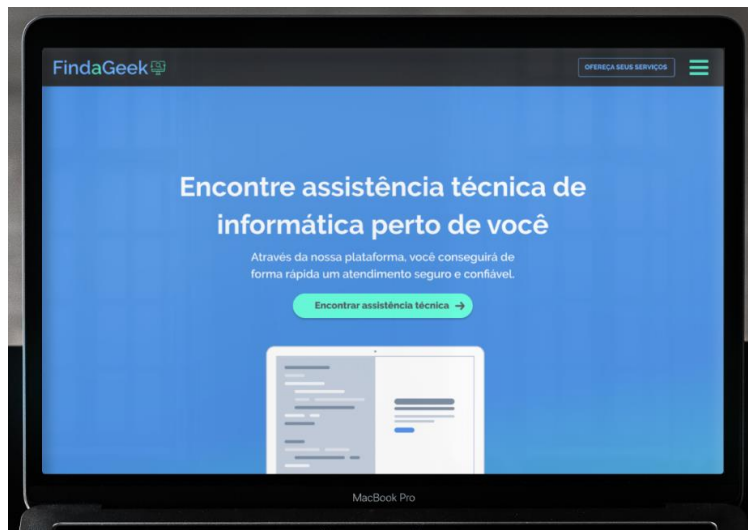 FindaGeek
OFEREÇA SEUS SERVIÇOS
Encontre assistência técnica de
informática perto de você
Através da nossa plataforma, você conseguirá de
forma rápida um atendimento seguro e confiável.
Encontrar assistência técnica →
MacBook Pro